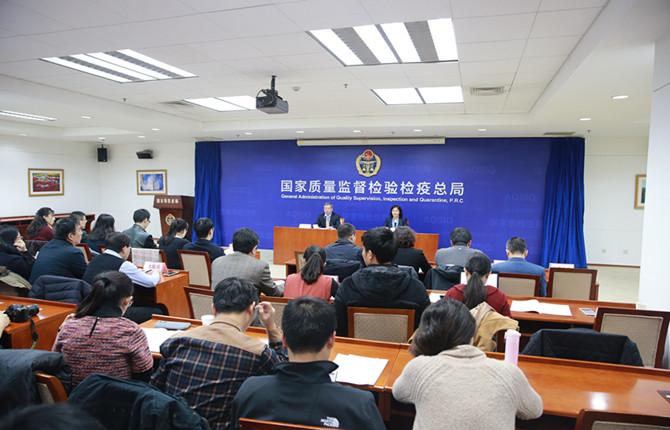 国家质量监督检验检疫总局
General Administration of Quality Supervision, Inspection and Quarantine, P.R.C